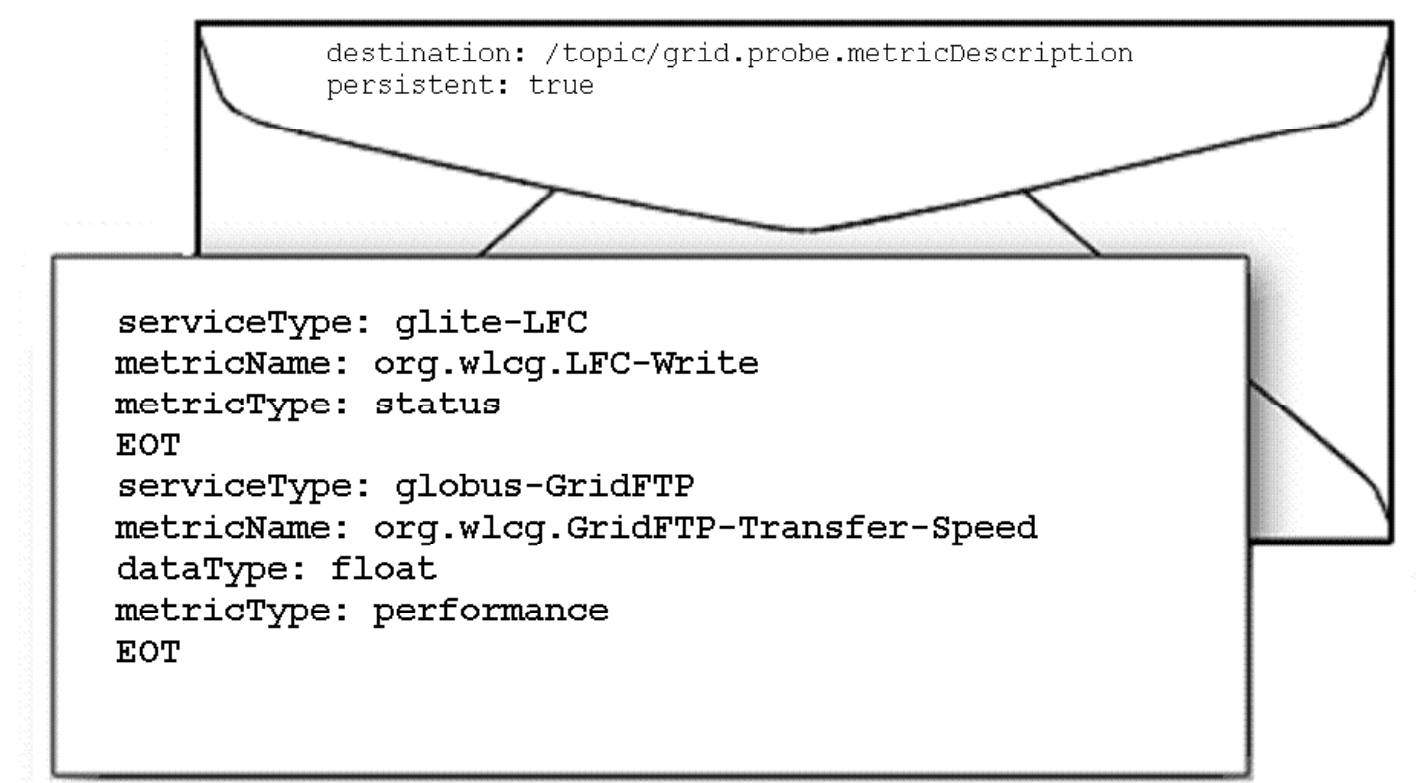 destination: /topic/grid.probe.metricDescription
persistent: true
serviceType: glite-LFC
metricName: org.wlcg.LFC-Write
metricType: status
EOT
serviceType: globus-GridFTP
metricName: org.wlcg.GridFTP-Transfer-Speed
dataType: float
metricType: performance
EOT